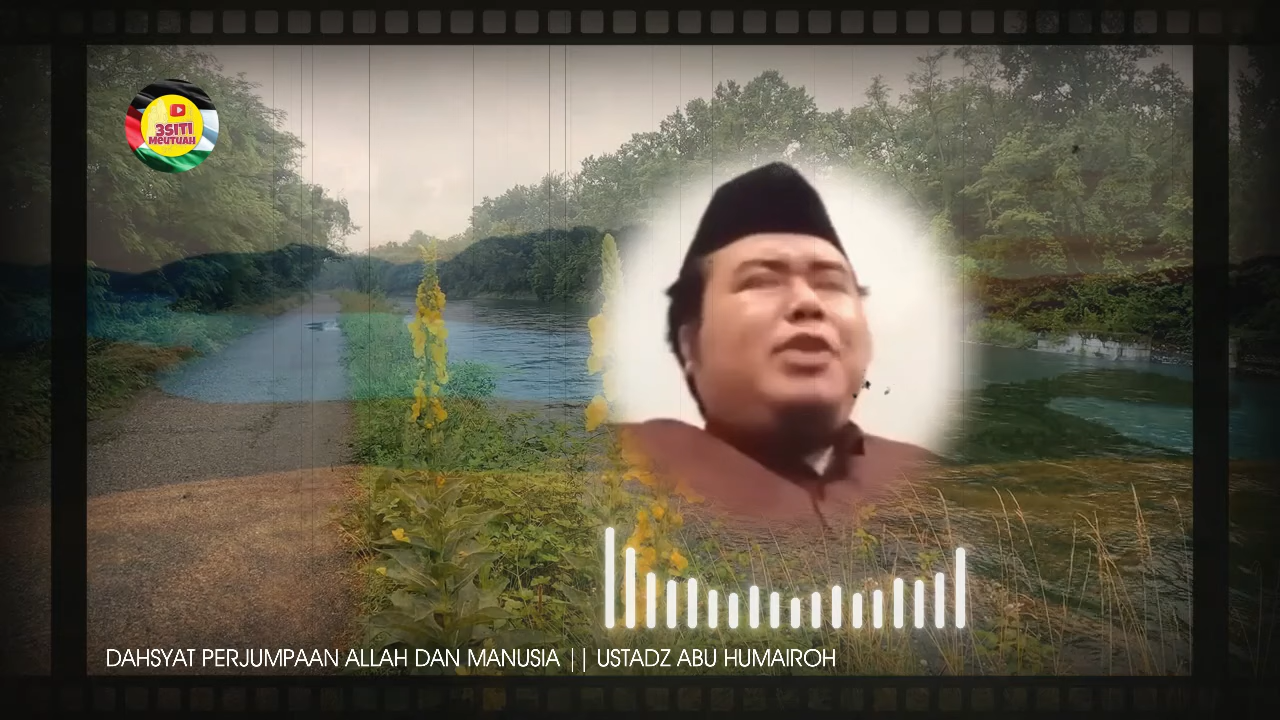 3SITI
MEUTUAH
DAHSYAT PERJUMPAAN ALLAH DAN MANUSIA || USTADZ ABU HUMAIROH